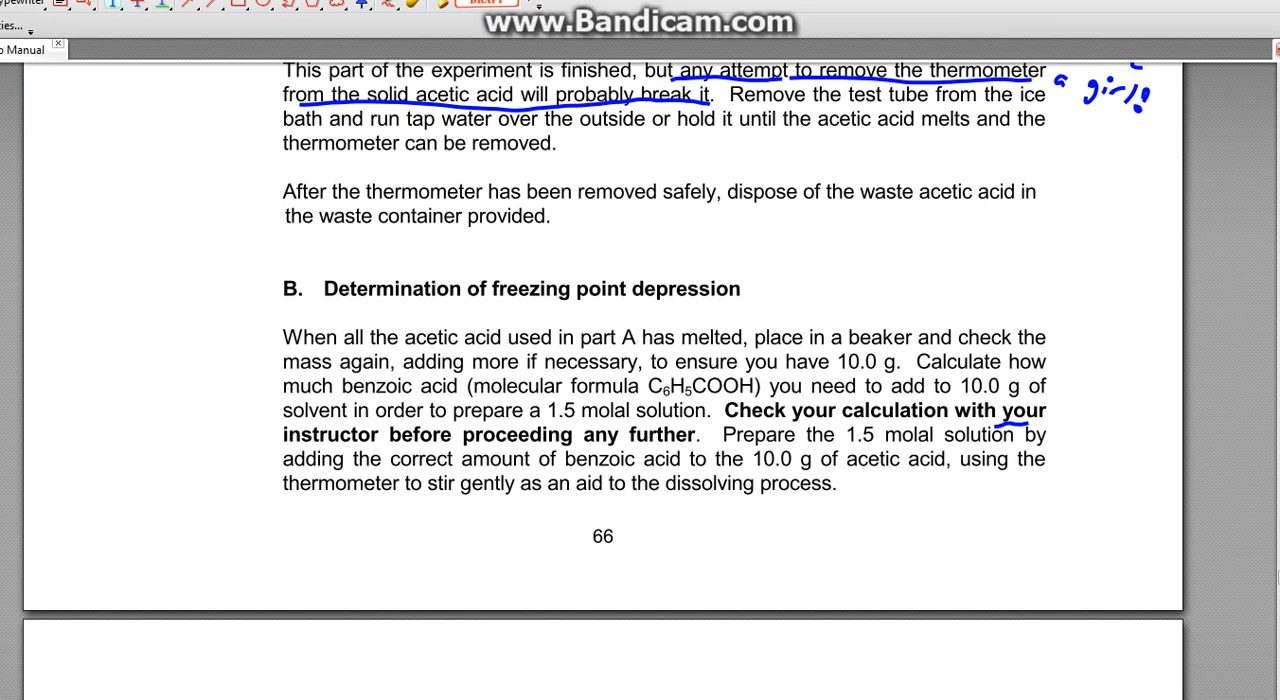 ypewriter
DRAFT
www.Bandicam.com
ties...
o Manual
This part of the experiment is finished, but any attempt to remove the thermometer
from the solid acetic acid will probably break it. Remove the test tube from the ice
a girl!
bath and run tap water over the outside or hold it until the acetic acid melts and the
thermometer can be removed.
After the thermometer has been removed safely, dispose of the waste acetic acid in
the waste container provided.
B. Determination of freezing point depression
When all the acetic acid used in part A has melted, place in a beaker and check the
mass again, adding more if necessary, to ensure you have 10.0 g. Calculate how
much benzoic acid (molecular formula C₆H₅COOH) you need to add to 10.0 g of
solvent in order to prepare a 1.5 molal solution. Check your calculation with your
instructor before proceeding any further. Prepare the 1.5 molal solution by
adding the correct amount of benzoic acid to the 10.0 g of acetic acid, using the
thermometer to stir gently as an aid to the dissolving process.
66